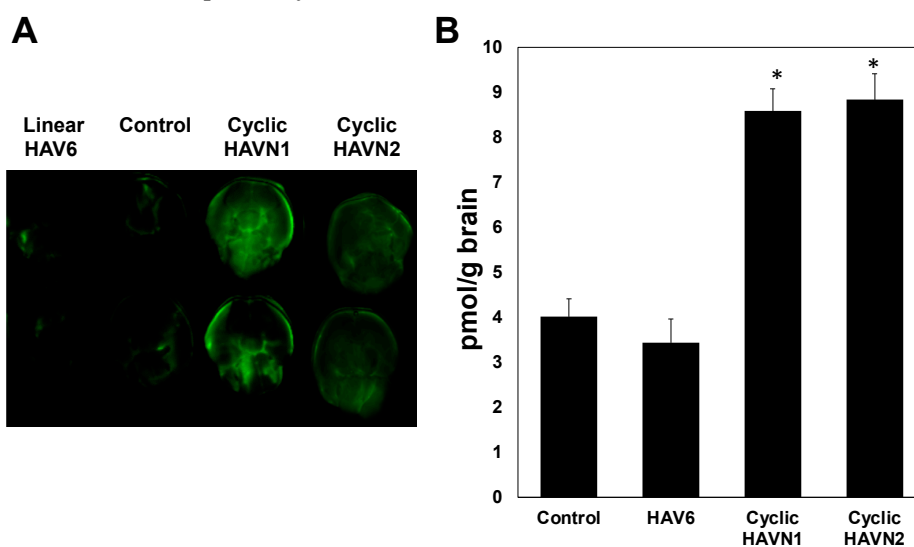 A
Linear HAV6
Control
Cyclic HAVN1
Cyclic HAVN2
B
pmol/g brain
10
9
8
7
6
5
4
3
2
1
0
*
*
Control
HAV6
Cyclic HAVN1
Cyclic HAVN2